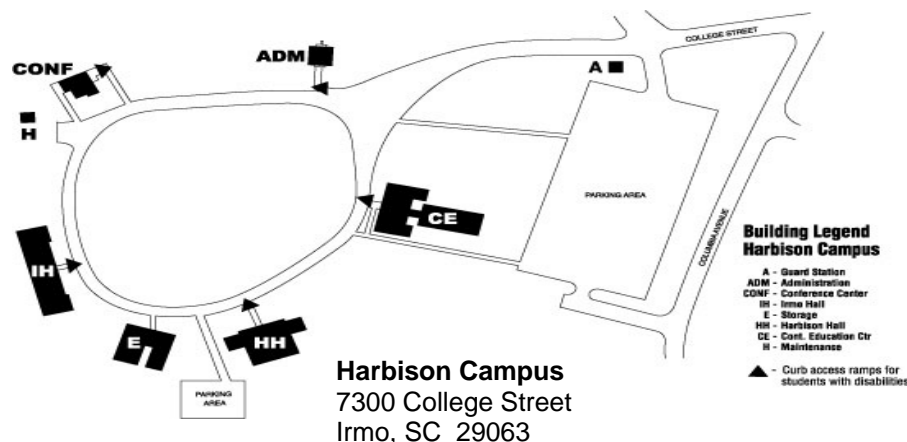 COLLEGE STREET
ADM
A
CONF
H
PARKING AREA
CE
COLUMBIA AVENUE
IH
E
HH
PARKING
AREA
Building Legend
Harbison Campus
A - Guard Station
ADM - Administration
CONF - Conference Center
IH - Irmo Hall
E - Storage
HH - Harbison Hall
CE - Cont. Education Ctr
H - Maintenance
- Curb access ramps for
students with disabilities
Harbison Campus
7300 College Street
Irmo, SC 29063